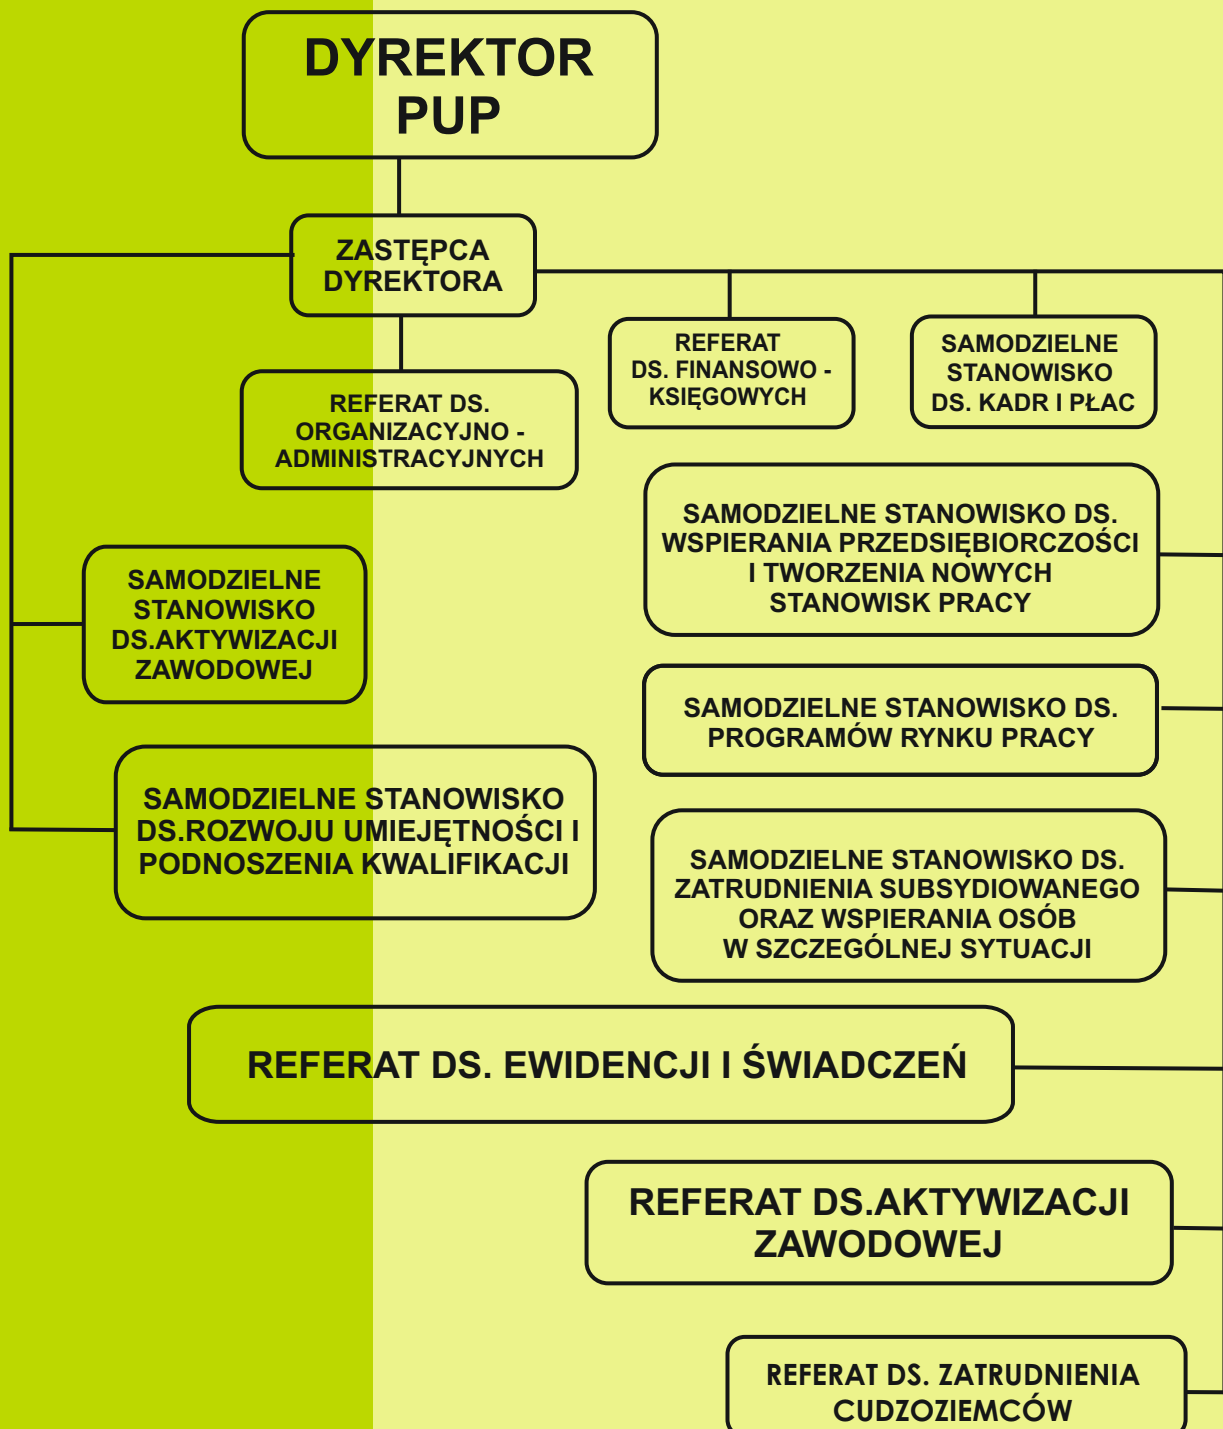 DYREKTOR
PUP
ZASTĘPCA
DYREKTORA
REFERAT
DS. FINANSOWO -
KSIĘGOWYCH
SAMODZIELNE
STANOWISKO
DS. KADR I PŁAC
REFERAT DS.
ORGANIZACYJNO -
ADMINISTRACYJNYCH
SAMODZIELNE STANOWISKO DS.
WSPIERANIA PRZEDSIĘBIORCZOŚCI
I TWORZENIA NOWYCH
STANOWISK PRACY
SAMODZIELNE
STANOWISKO
DS.AKTYWIZACJI
ZAWODOWEJ
SAMODZIELNE STANOWISKO DS.
PROGRAMÓW RYNKU PRACY
SAMODZIELNE STANOWISKO
DS.ROZWOJU UMIEJĘTNOŚCI I
PODNOSZENIA KWALIFIKACJI
SAMODZIELNE STANOWISKO DS.
ZATRUDNIENIA SUBSYDIOWANEGO
ORAZ WSPIERANIA OSÓB
W SZCZEGÓLNEJ SYTUACJI
REFERAT DS. EWIDENCJI I ŚWIADCZEŃ
REFERAT DS.AKTYWIZACJI
ZAWODOWEJ
REFERAT DS. ZATRUDNIENIA
CUDZOZIEMCÓW